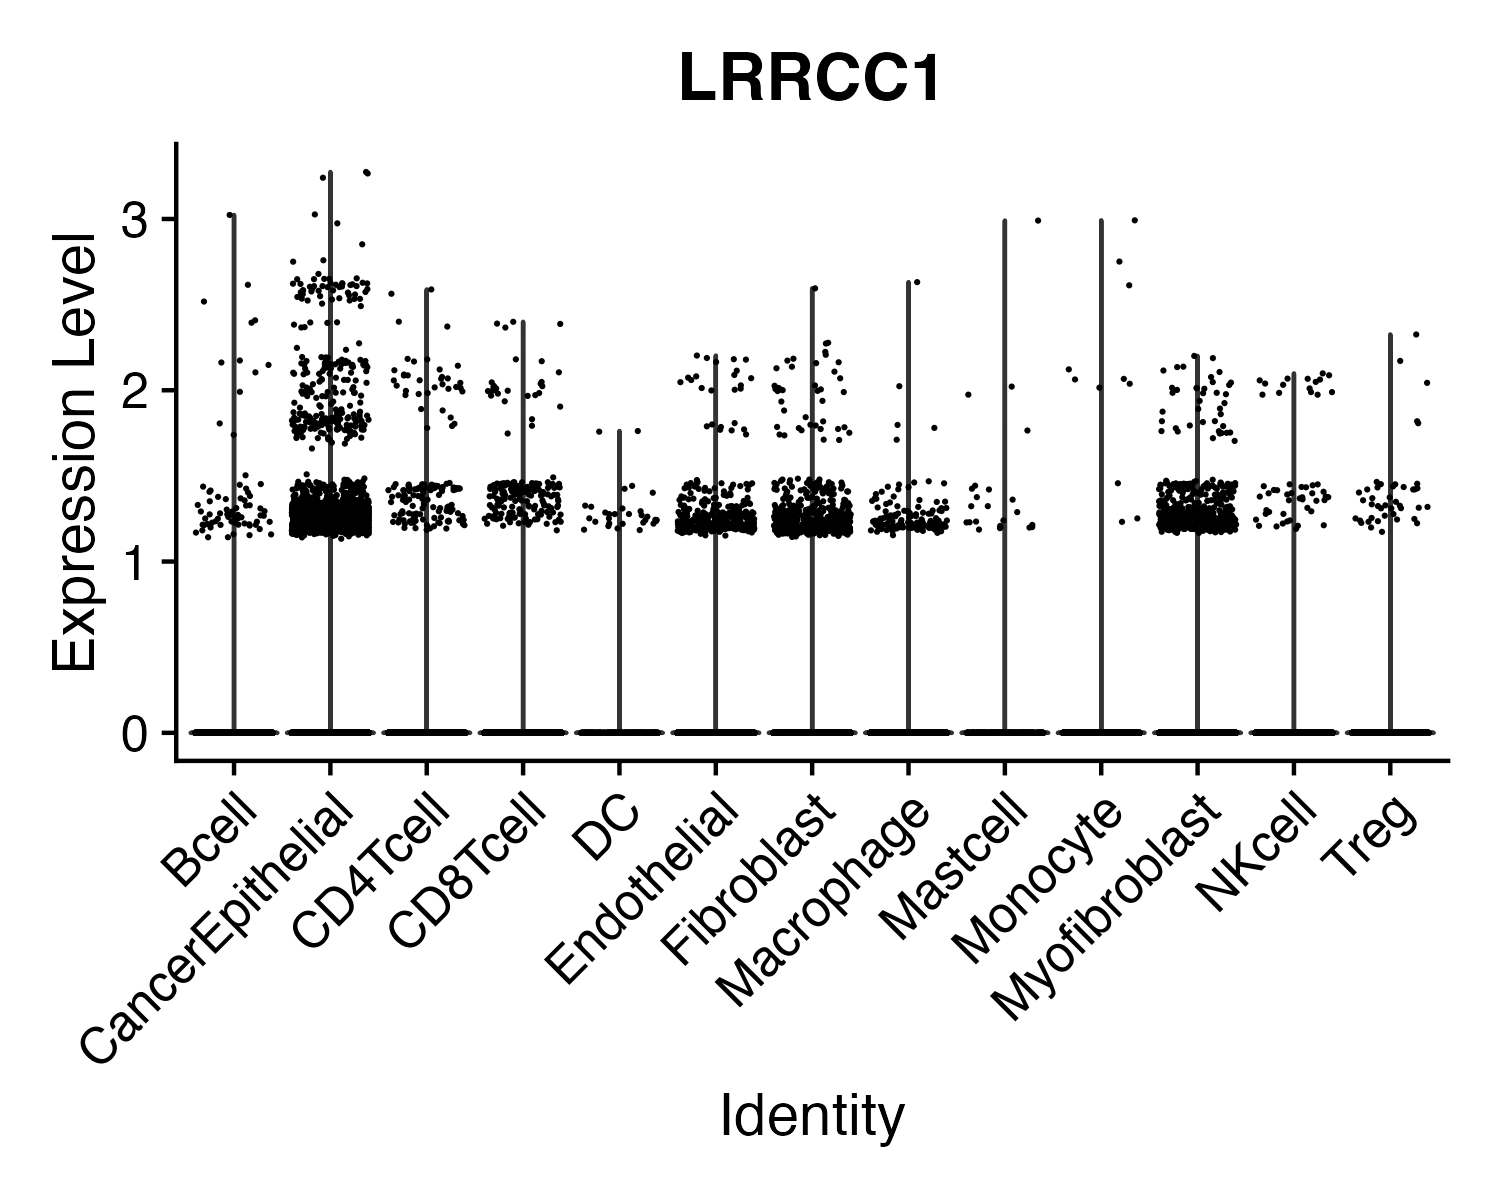 LRRCC1
Expression Level
3
2
1
0
Bcell
CancerEpithelial
CD4Tcell
CD8Tcell
DC
Endothelial
Fibroblast
Macrophage
Mastcell
Monocyte
Myofibroblast
NKcell
Treg
Identity